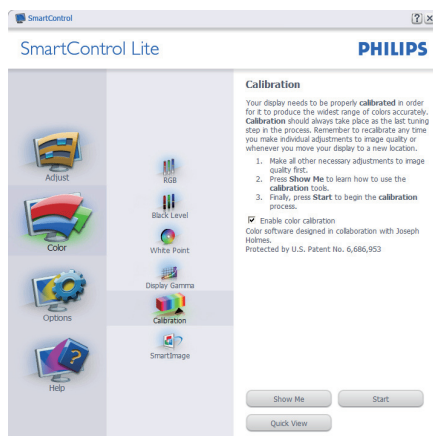 SmartControl
? ×
SmartControl Lite
PHILIPS
Adjust
Color
Options
Help
RGB
Black Level
White Point
Display Gamma
Calibration
SmartImage
Calibration
Your display needs to be properly calibrated in order
for it to produce the widest range of colors accurately.
Calibration should always take place as the last tuning
step in the process. Remember to recalibrate any time
you make individual adjustments to image quality or
whenever you move your display to a new location.
1. Make all other necessary adjustments to image
quality first.
2. Press Show Me to learn how to use the
calibration tools.
3. Finally, press Start to begin the calibration
process.
Enable color calibration
Color software designed in collaboration with Joseph
Holmes.
Protected by U.S. Patent No. 6,686,953
Show Me
Start
Quick View